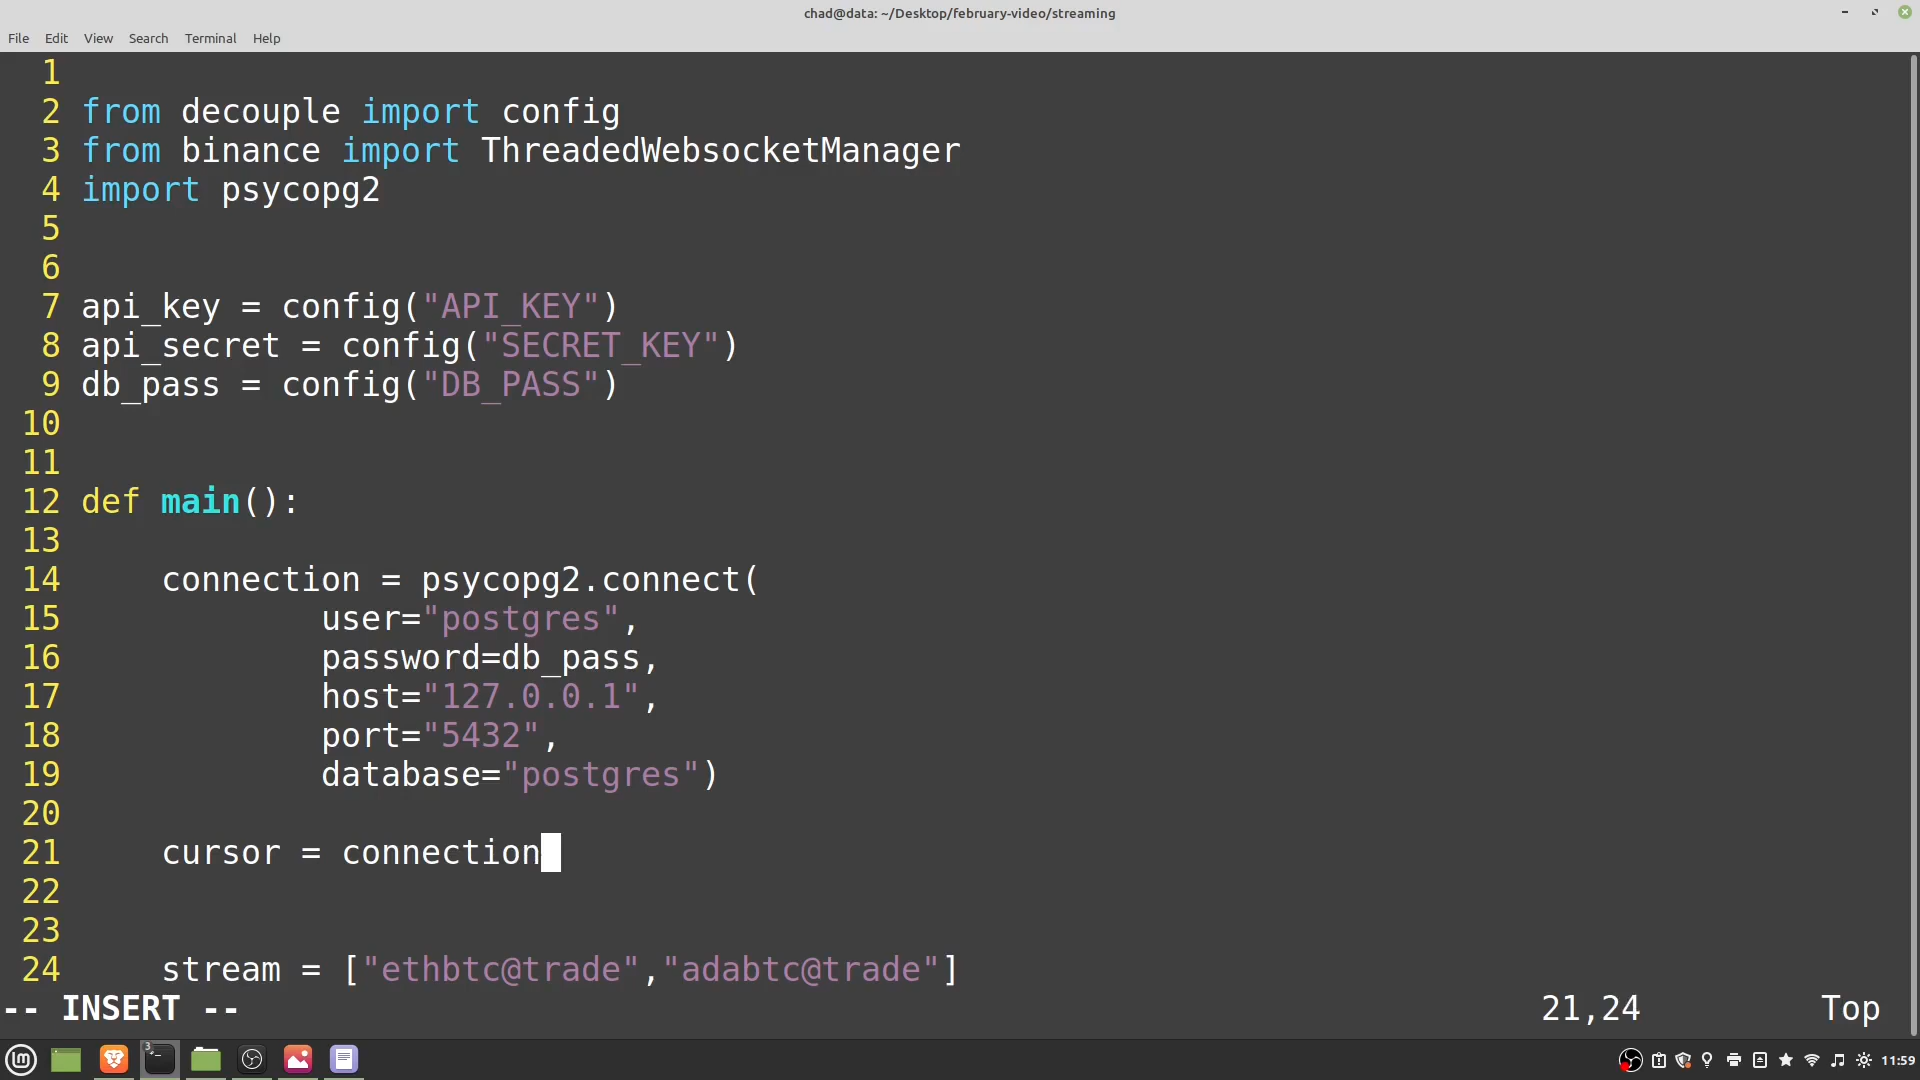 chad@data: ~/Desktop/february-video/streaming
File Edit View Search Terminal Help
1
2 from decouple import config
3 from binance import ThreadedWebsocketManager
4 import psycopg2
5
6
7 api_key = config("API_KEY")
8 api_secret = config("SECRET_KEY")
9 db_pass = config("DB_PASS")
10
11
12 def main():
13
14     connection = psycopg2.connect(
15             user="postgres",
16             password=db_pass,
17             host="127.0.0.1",
18             port="5432",
19             database="postgres")
20
21     cursor = connection
22
23
24     stream = ["ethbtc@trade","adabtc@trade"]
-- INSERT -- 21,24 Top
3 11:59